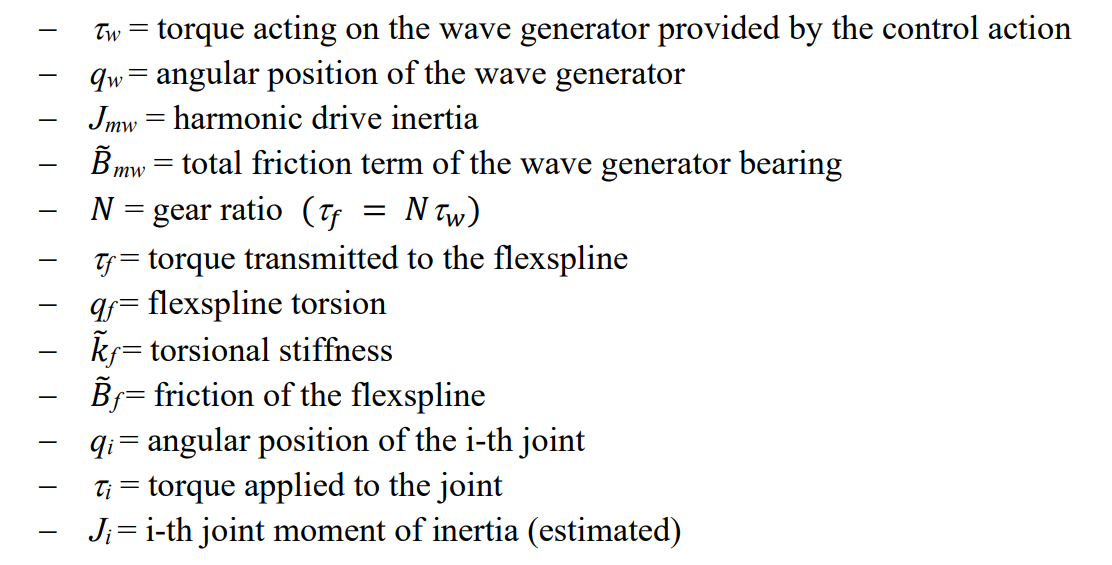 – τw = torque acting on the wave generator provided by the control action
– qw = angular position of the wave generator
– Jmw = harmonic drive inertia
– B̃mw = total friction term of the wave generator bearing
– N = gear ratio (τf = N τw)
– τf = torque transmitted to the flexspline
– qf = flexspline torsion
– k̃f = torsional stiffness
– B̃f = friction of the flexspline
– qi = angular position of the i-th joint
– τi = torque applied to the joint
– Ji = i-th joint moment of inertia (estimated)